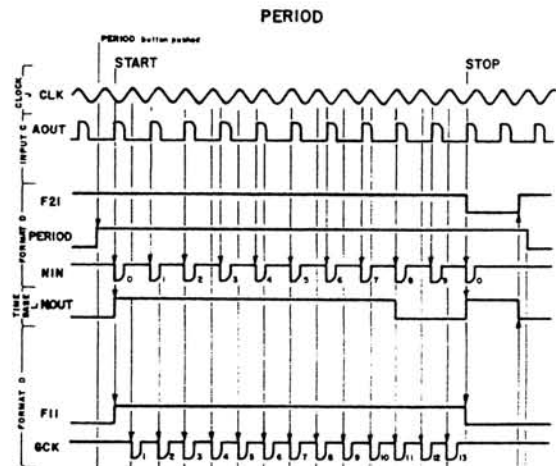 PERIOD
PERIOD button pushed
START
STOP
CLOCK
CLK
INPUT C
AOUT
FORMAT D
F21
PERIOD
NIN
0 1 2 3 4 5 6 7 8 9 0
TIME BASE
MOUT
FORMAT D
F11
GCK
1 2 3 4 5 6 7 8 9 10 11 12 13